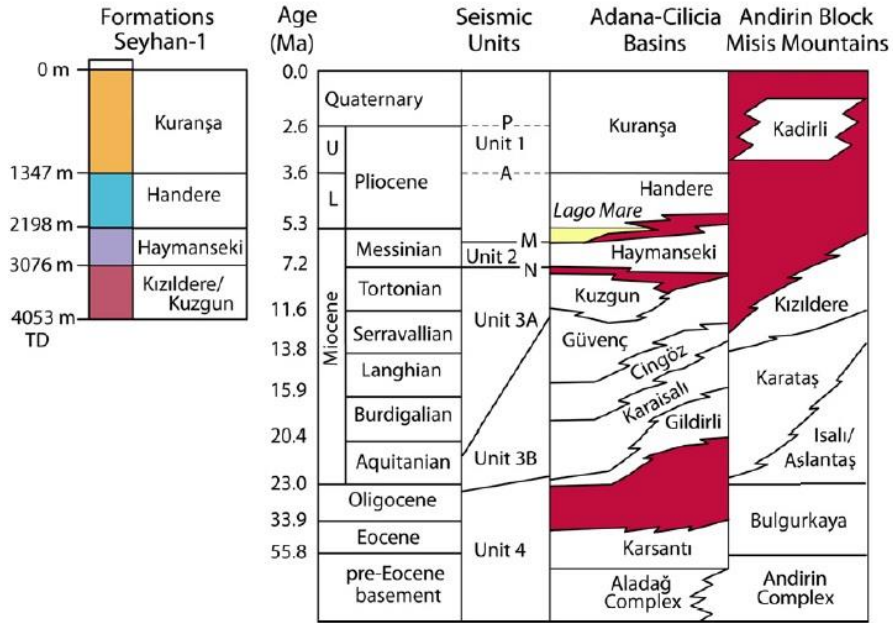 Formations
Seyhan-1
0 m
Kuranşa
1347 m
Handere
2198 m
Haymanseki
3076 m
Kızıldere/
Kuzgun
4053 m
TD
Age
(Ma)
Seismic
Units
Adana-Cilicia
Basins
Andirin Block
Misis Mountains
0.0
Quaternary
2.6
P
Unit 1
Kuranşa
Kadirli
U
3.6
A
Pliocene
L
Handere
Lago Mare
5.3
M
Messinian
Unit 2
Haymanseki
7.2
N
Tortonian
Kuzgun
Kızıldere
11.6
Unit 3A
Miocene
Serravallian
Güvenç
13.8
Cingöz
Langhian
Karataş
15.9
Karaisalı
Burdigalian
Gildirli
20.4
Isalı/
Aslantaş
Aquitanian
Unit 3B
23.0
Oligocene
33.9
Bulgurkaya
Eocene
55.8
Unit 4
Karsantı
pre-Eocene
basement
Aladağ
Complex
Andirin
Complex